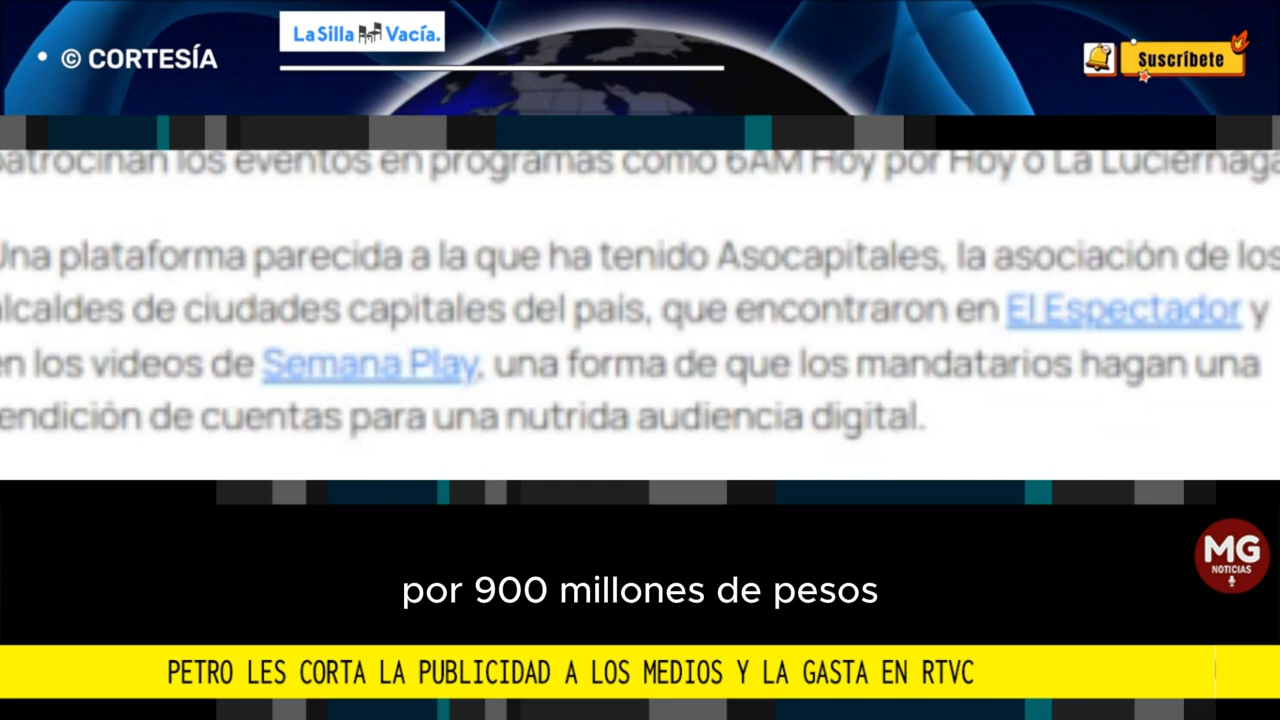 © CORTESÍA
La Silla Vacía.
Suscríbete
patrocinan los eventos en programas como 6AM Hoy por Hoy o La Luciérnaga
Una plataforma parecida a la que ha tenido Asocapitales, la asociación de los
alcaldes de ciudades capitales del país, que encontraron en El Espectador y
en los videos de Semana Play, una forma de que los mandatarios hagan una
rendición de cuentas para una nutrida audiencia digital.
MG
NOTICIAS
por 900 millones de pesos
PETRO LES CORTA LA PUBLICIDAD A LOS MEDIOS Y LA GASTA EN RTVC